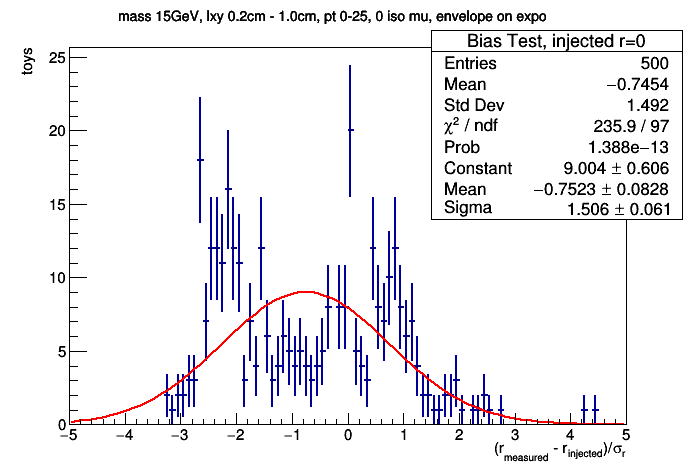 mass 15GeV, lxy 0.2cm - 1.0cm, pt 0-25, 0 iso mu, envelope on expo
Bias Test, injected r=0
Entries 500
Mean −0.7454
Std Dev 1.492
χ² / ndf 235.9 / 97
Prob 1.388e−13
Constant 9.004 ± 0.606
Mean −0.7523 ± 0.0828
Sigma 1.506 ± 0.061
toys
25
20
15
10
5
0
−5 −4 −3 −2 −1 0 1 2 3 4 5
(r_measured - r_injected)/σ_r